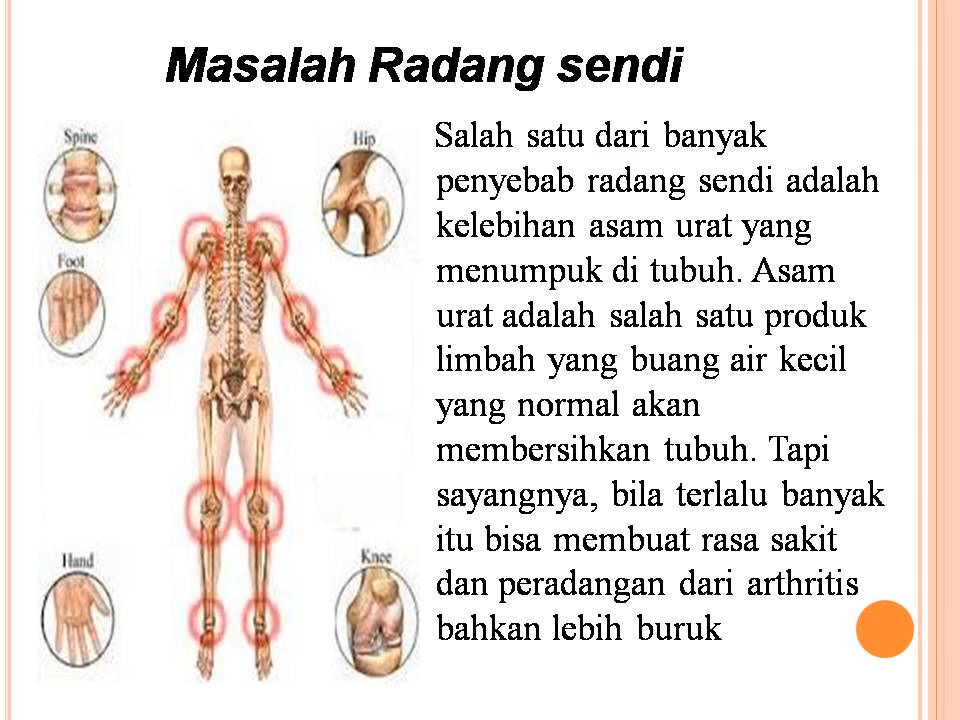 Masalah Radang sendi
Spine
Hip
Foot
Hand
Knee
Salah satu dari banyak
penyebab radang sendi adalah
kelebihan asam urat yang
menumpuk di tubuh. Asam
urat adalah salah satu produk
limbah yang buang air kecil
yang normal akan
membersihkan tubuh. Tapi
sayangnya, bila terlalu banyak
itu bisa membuat rasa sakit
dan peradangan dari arthritis
bahkan lebih buruk